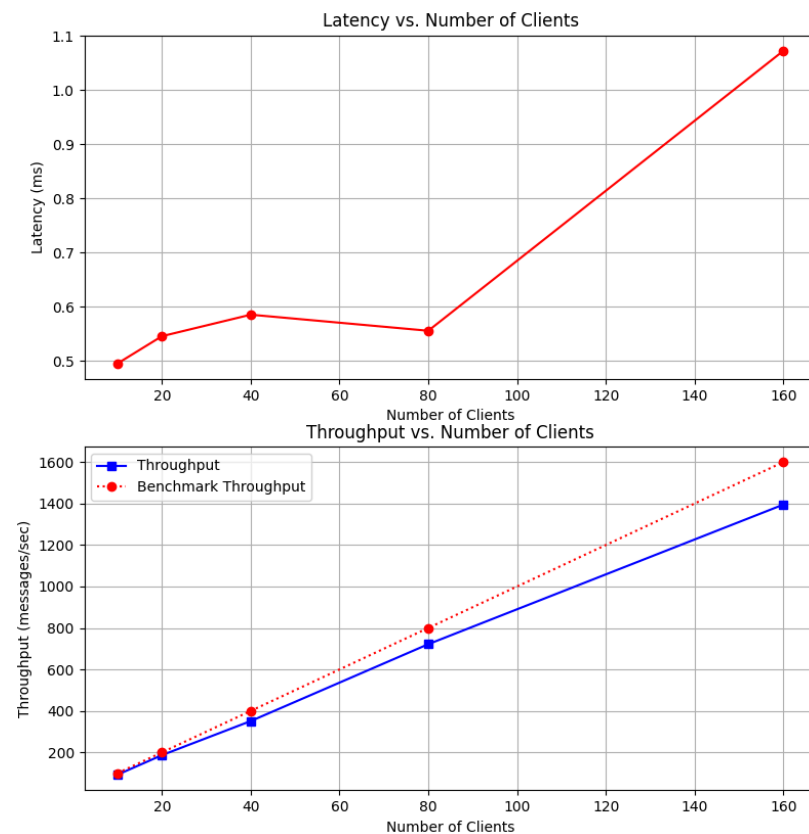 Latency vs. Number of Clients
1.1
1.0
0.9
0.8
0.7
0.6
0.5
Latency (ms)
20 40 60 80 100 120 140 160
Number of Clients
Throughput vs. Number of Clients
Throughput
Benchmark Throughput
1600
1400
1200
1000
800
600
400
200
Throughput (messages/sec)
20 40 60 80 100 120 140 160
Number of Clients